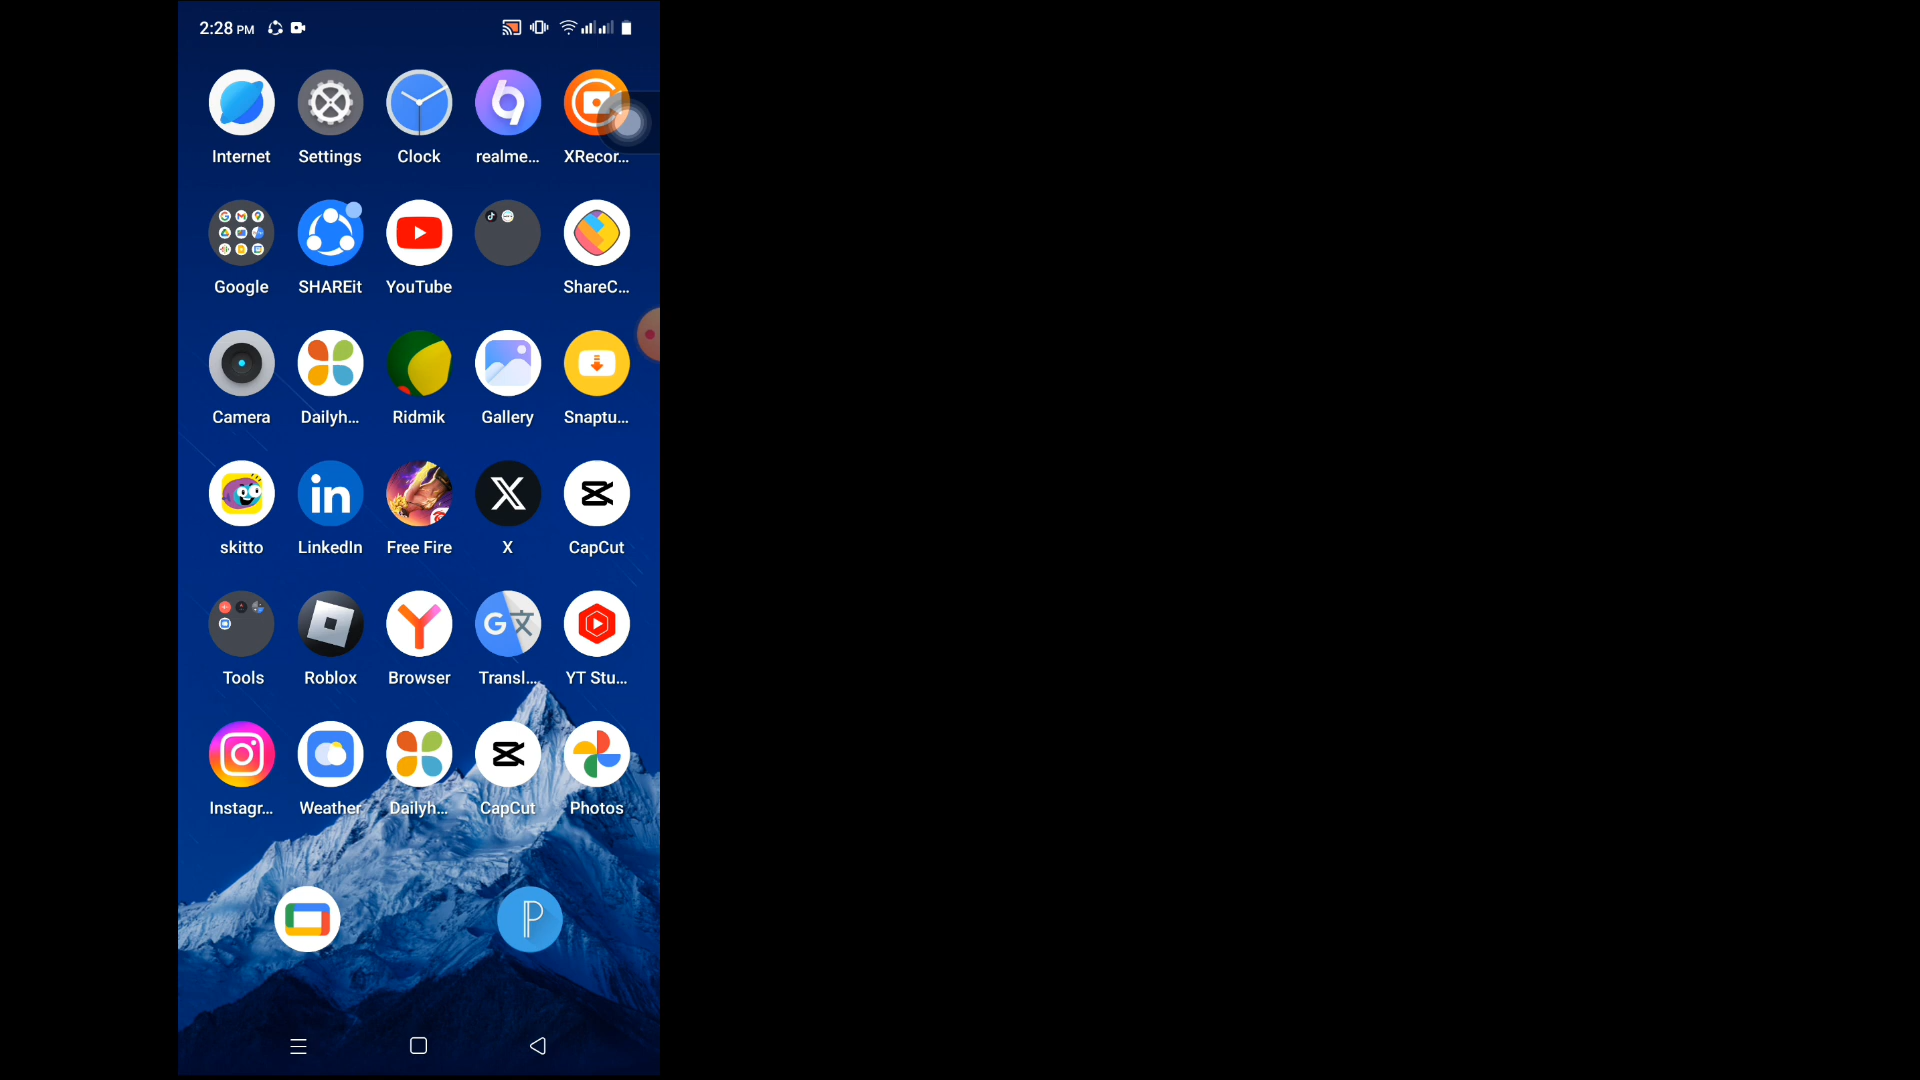 2:28 PM
Internet Settings Clock realme... XRecor...
Google SHAREit YouTube ShareC...
Camera Dailyh... Ridmik Gallery Snaptu...
skitto LinkedIn Free Fire X CapCut
Tools Roblox Browser Transl... YT Stu...
Instagr... Weather Dailyh... CapCut Photos